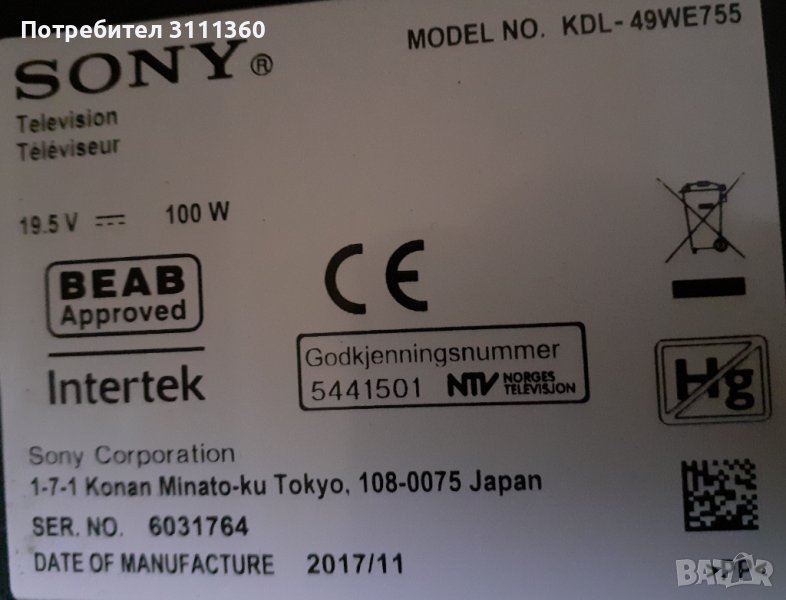 Потребител 3111360
MODEL NO. KDL-49WE755
SONY®
Television
Téléviseur
19.5 V 100 W
BEAB
Approved
CE
Intertek
Godkjenningsnummer
5441501 NTV NORGES TELEVISJON
Hg
Sony Corporation
1-7-1 Konan Minato-ku Tokyo, 108-0075 Japan
SER. NO. 6031764
DATE OF MANUFACTURE 2017/11
>PP<
BAZAR